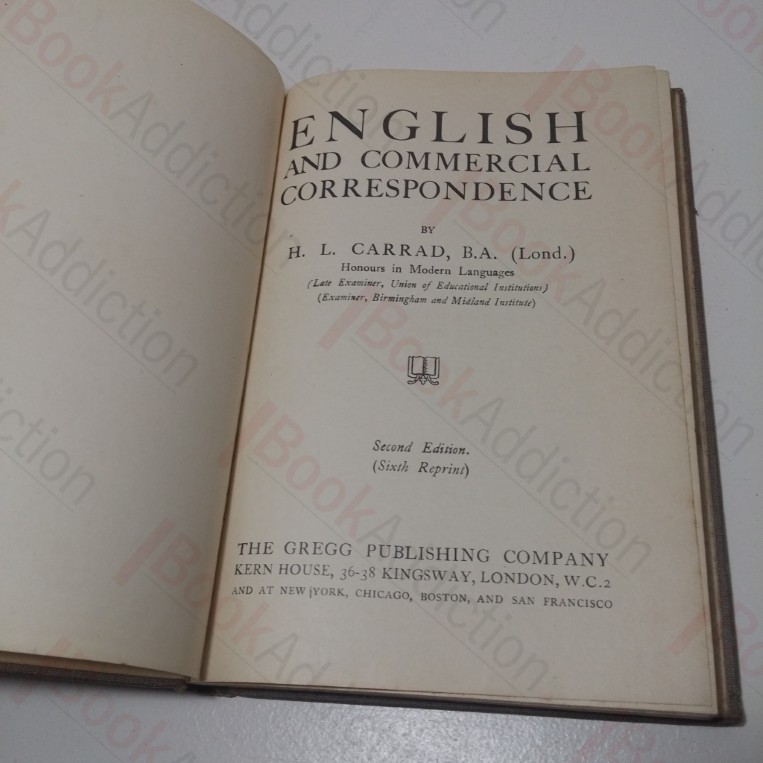 ENGLISH
AND COMMERCIAL
CORRESPONDENCE
BY
H. L. CARRAD, B.A. (Lond.)
Honours in Modern Languages
(Late Examiner, Union of Educational Institutions)
(Examiner, Birmingham and Midland Institute)
Second Edition.
(Sixth Reprint)
THE GREGG PUBLISHING COMPANY
KERN HOUSE, 36-38 KINGSWAY, LONDON, W.C.2
AND AT NEW YORK, CHICAGO, BOSTON, AND SAN FRANCISCO
BookAddiction